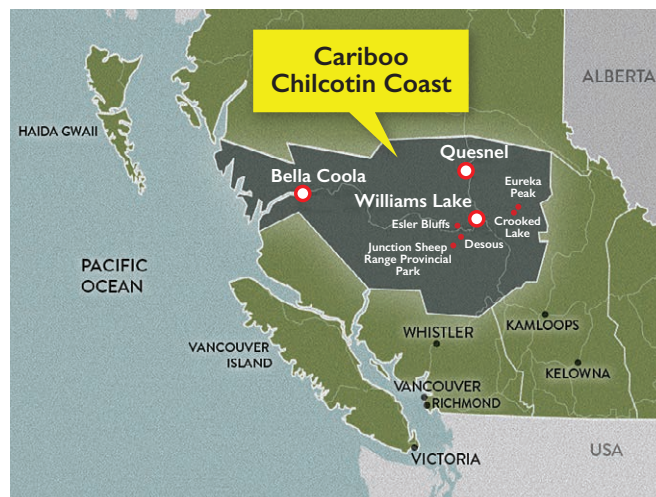 Cariboo
Chilcotin Coast
ALBERTA
HAIDA GWAII
Quesnel
Bella Coola
Eureka
Peak
Williams Lake
Esler Bluffs
Crooked
Lake
Desous
Junction Sheep
Range Provincial
Park
PACIFIC
OCEAN
WHISTLER
KAMLOOPS
VANCOUVER
ISLAND
KELOWNA
VANCOUVER
RICHMOND
USA
VICTORIA